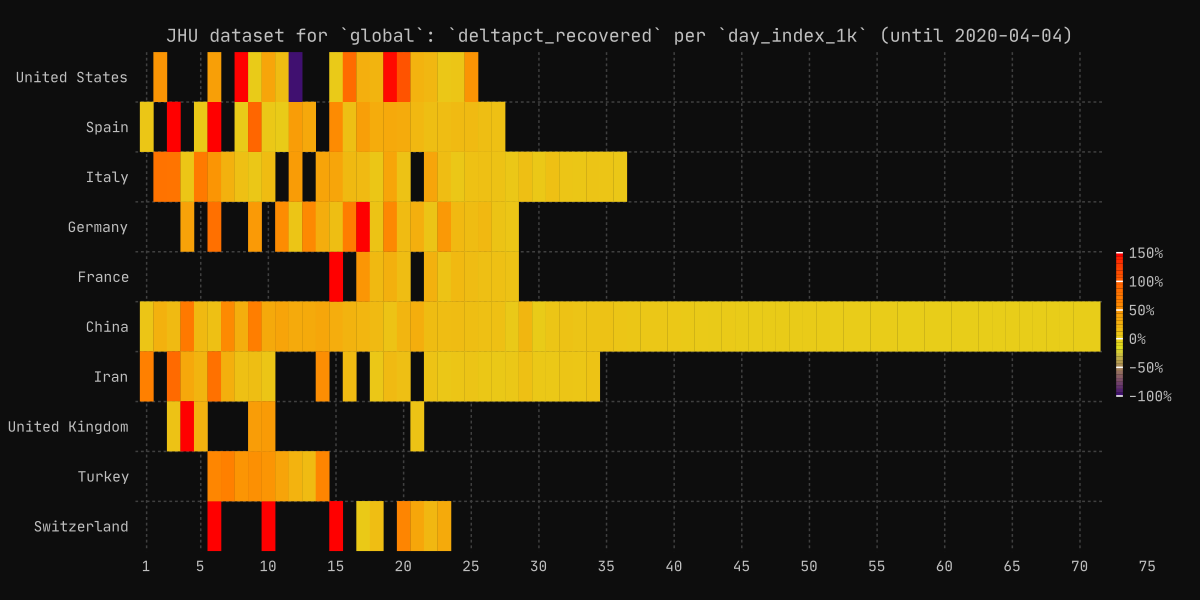 JHU dataset for `global`: `deltapct_recovered` per `day_index_1k` (until 2020-04-04)
United States
Spain
Italy
Germany
France
China
Iran
United Kingdom
Turkey
Switzerland
150%
100%
50%
0%
−50%
−100%
1 5 10 15 20 25 30 35 40 45 50 55 60 65 70 75